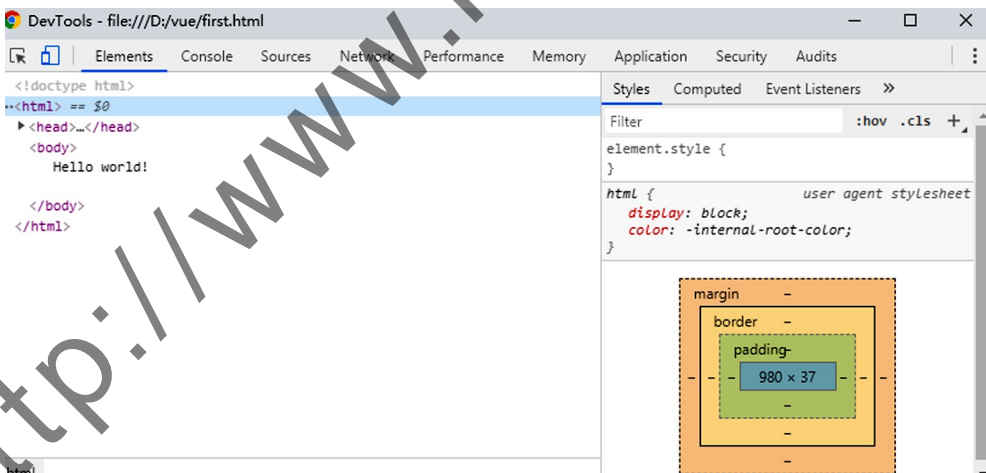 DevTools - file:///D:/vue/first.html
Elements Console Sources Network Performance Memory Application Security Audits
<!doctype html>
··<html> == $0
<head>…</head>
<body>
Hello world!
</body>
</html>
html
Styles Computed Event Listeners »
Filter :hov .cls +
element.style {
}
html { user agent stylesheet
display: block;
color: -internal-root-color;
}
margin –
border –
padding–
– – – 980 × 37 – – –
–
–
–
ttp://www.